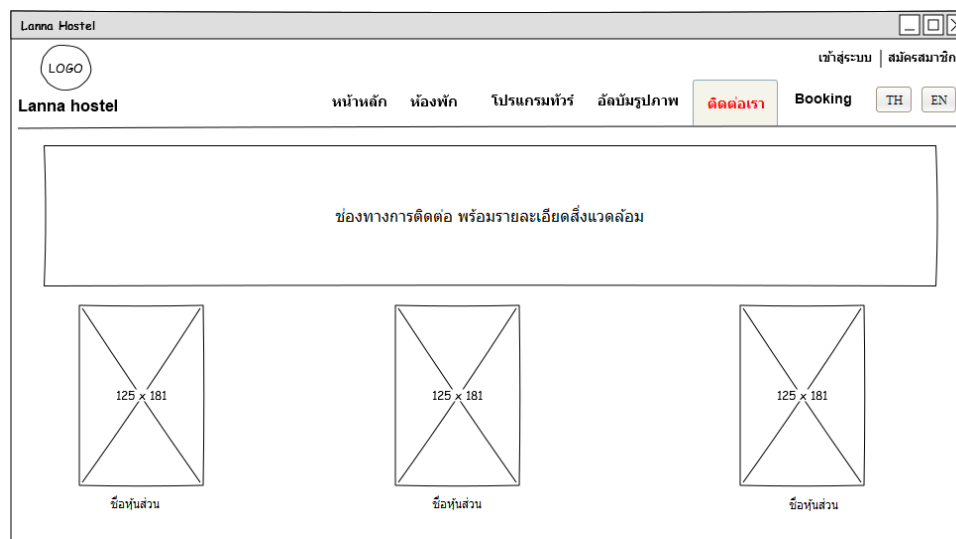 Lanna Hostel
LOGO
เข้าสู่ระบบ | สมัครสมาชิก
Lanna hostel
หน้าหลัก ห้องพัก โปรแกรมทัวร์ อัลบัมรูปภาพ ติดต่อเรา Booking TH EN
ช่องทางการติดต่อ พร้อมรายละเอียดสิ่งแวดล้อม
125 x 181 125 x 181 125 x 181
ชื่อหุ้นส่วน ชื่อหุ้นส่วน ชื่อหุ้นส่วน